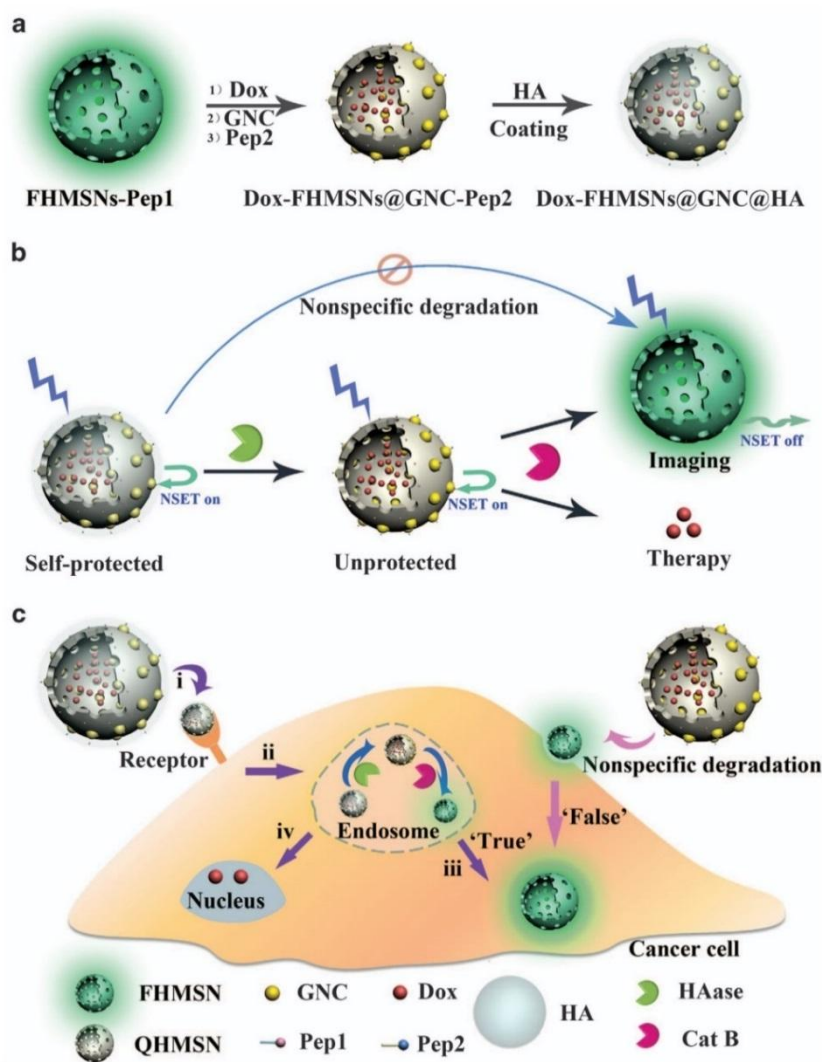 a
1) Dox
2) GNC
3) Pep2
HA
Coating
FHMSNs-Pep1
Dox-FHMSNs@GNC-Pep2
Dox-FHMSNs@GNC@HA
b
Nonspecific degradation
NSET on
NSET on
NSET off
Imaging
Self-protected
Unprotected
Therapy
c
i
Receptor
ii
Endosome
iv
Nucleus
'True'
iii
Nonspecific degradation
'False'
Cancer cell
FHMSN
GNC
Dox
HA
HAase
QHMSN
Pep1
Pep2
Cat B